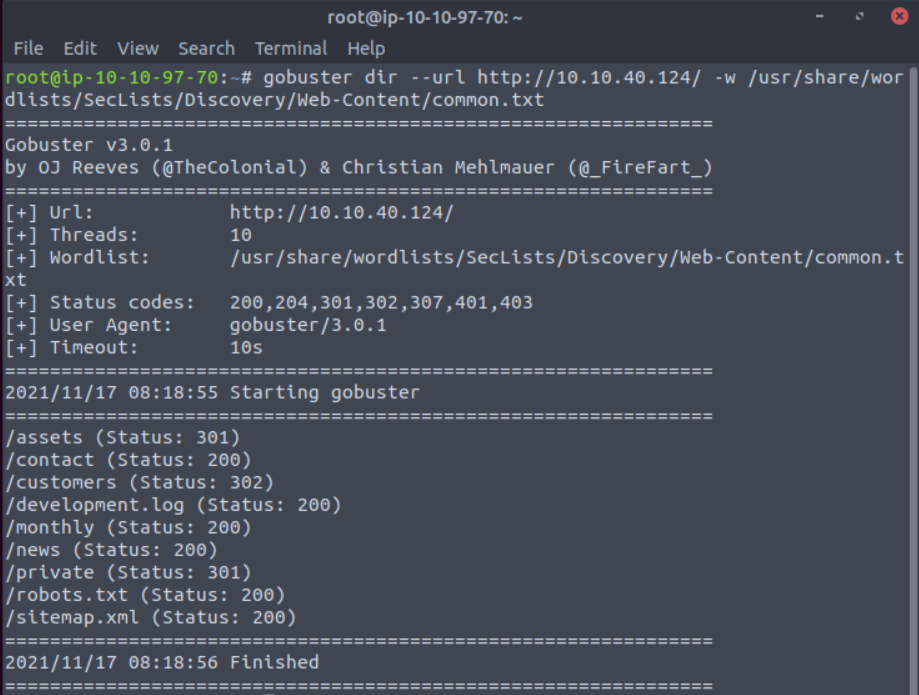 root@ip-10-10-97-70: ~
File Edit View Search Terminal Help
root@ip-10-10-97-70:~# gobuster dir --url http://10.10.40.124/ -w /usr/share/wor
dlists/SecLists/Discovery/Web-Content/common.txt
===============================================================
Gobuster v3.0.1
by OJ Reeves (@TheColonial) & Christian Mehlmauer (@_FireFart_)
===============================================================
[+] Url:            http://10.10.40.124/
[+] Threads:        10
[+] Wordlist:       /usr/share/wordlists/SecLists/Discovery/Web-Content/common.t
xt
[+] Status codes:   200,204,301,302,307,401,403
[+] User Agent:     gobuster/3.0.1
[+] Timeout:        10s
===============================================================
2021/11/17 08:18:55 Starting gobuster
===============================================================
/assets (Status: 301)
/contact (Status: 200)
/customers (Status: 302)
/development.log (Status: 200)
/monthly (Status: 200)
/news (Status: 200)
/private (Status: 301)
/robots.txt (Status: 200)
/sitemap.xml (Status: 200)
===============================================================
2021/11/17 08:18:56 Finished
===============================================================